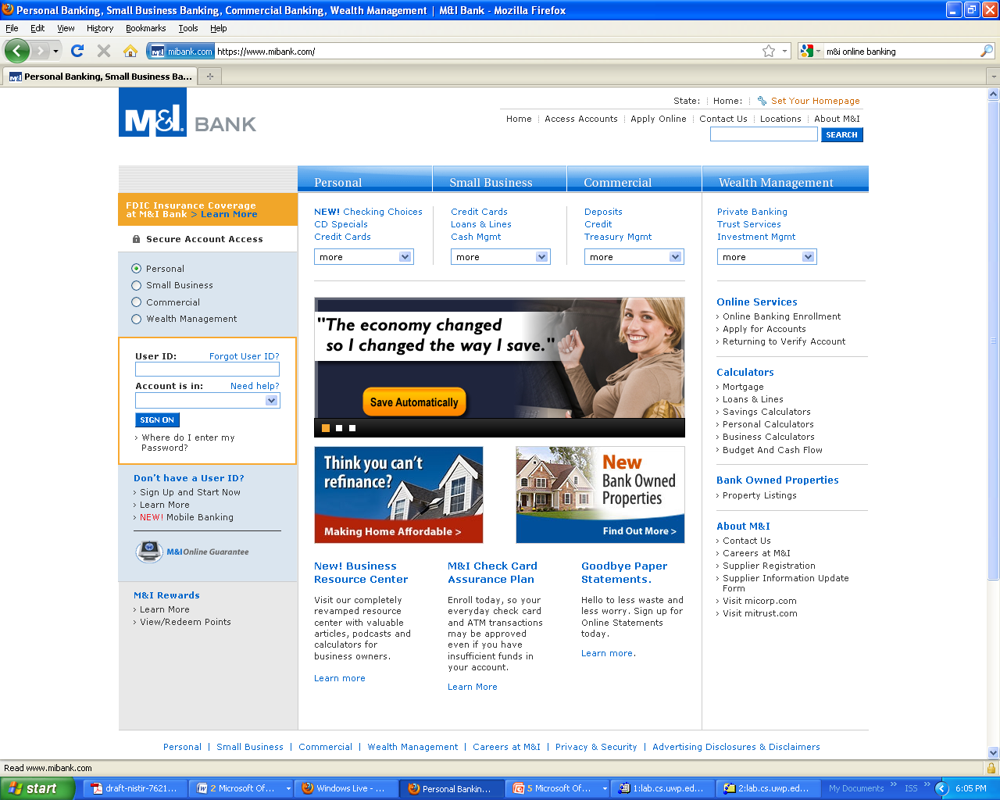 Personal Banking, Small Business Banking, Commercial Banking, Wealth Management | M&I Bank - Mozilla Firefox
File Edit View History Bookmarks Tools Help
mibank.com https://www.mibank.com/
m&i online banking
Personal Banking, Small Business Ba...
M&I BANK
State: Home: Set Your Homepage
Home Access Accounts Apply Online Contact Us Locations About M&I
SEARCH
Personal Small Business Commercial Wealth Management
FDIC Insurance Coverage
at M&I Bank > Learn More
Secure Account Access
Personal
Small Business
Commercial
Wealth Management
User ID: Forgot User ID?
Account is in: Need help?
SIGN ON
› Where do I enter my
Password?
Don't have a User ID?
› Sign Up and Start Now
› Learn More
› NEW! Mobile Banking
M&I Online Guarantee
M&I Rewards
› Learn More
› View/Redeem Points
NEW! Checking Choices
CD Specials
Credit Cards
more
Credit Cards
Loans & Lines
Cash Mgmt
more
Deposits
Credit
Treasury Mgmt
more
Private Banking
Trust Services
Investment Mgmt
more
"The economy changed
so I changed the way I save."
Save Automatically
Think you can't
refinance?
Making Home Affordable >
New
Bank Owned
Properties
Find Out More >
New! Business
Resource Center
Visit our completely
revamped resource
center with valuable
articles, podcasts and
calculators for
business owners.
Learn more
M&I Check Card
Assurance Plan
Enroll today, so your
everyday check card
and ATM transactions
may be approved
even if you have
insufficient funds in
your account.
Learn More
Goodbye Paper
Statements.
Hello to less waste and
less worry. Sign up for
Online Statements
today.
Learn more.
Online Services
› Online Banking Enrollment
› Apply for Accounts
› Returning to Verify Account
Calculators
› Mortgage
› Loans & Lines
› Savings Calculators
› Personal Calculators
› Business Calculators
› Budget And Cash Flow
Bank Owned Properties
› Property Listings
About M&I
› Contact Us
› Careers at M&I
› Supplier Registration
› Supplier Information Update
Form
› Visit micorp.com
› Visit mitrust.com
Personal | Small Business | Commercial | Wealth Management | Careers at M&I | Privacy & Security | Advertising Disclosures & Disclaimers
Read www.mibank.com
start draft-nistir-7621... 2 Microsoft Of... Windows Live - ... Personal Bankin... 5 Microsoft Of... 1:lab.cs.uwp.ed... 2:lab.cs.uwp.ed... My Documents » ISS » 6:05 PM